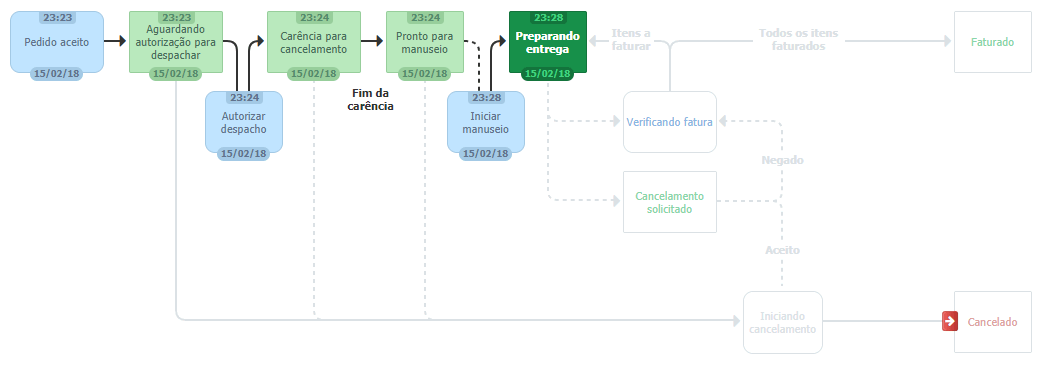 23:23
Pedido aceito
15/02/18
23:23
Aguardando
autorização para
despachar
15/02/18
23:24
Autorizar
despacho
15/02/18
23:24
Carência para
cancelamento
15/02/18
Fim da
carência
23:24
Pronto para
manuseio
15/02/18
23:28
Iniciar
manuseio
15/02/18
23:28
Preparando
entrega
15/02/18
Itens a
faturar
Todos os itens
faturados
Faturado
Verificando fatura
Negado
Cancelamento
solicitado
Aceito
Iniciando
cancelamento
Cancelado